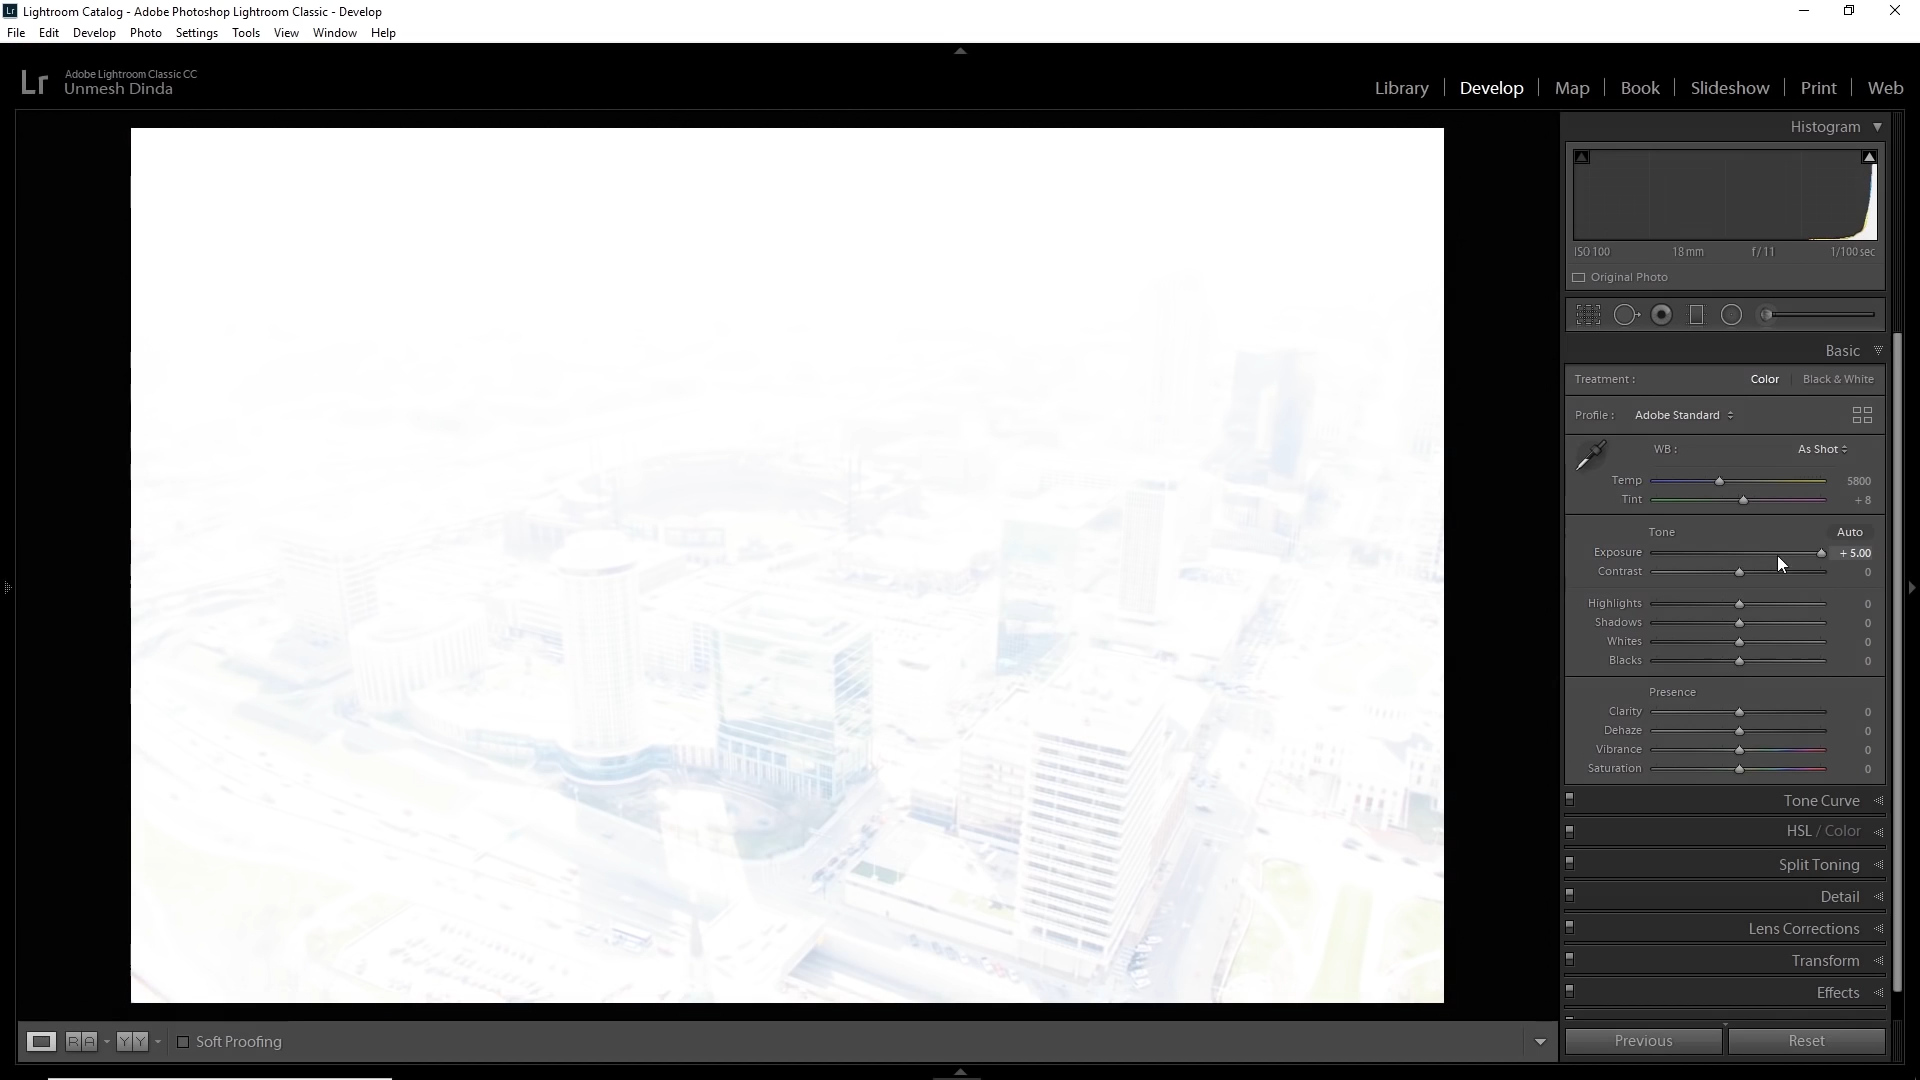 Lr Lightroom Catalog - Adobe Photoshop Lightroom Classic - Develop
File Edit Develop Photo Settings Tools View Window Help
Lr Adobe Lightroom Classic CC
Unmesh Dinda
Library | Develop | Map | Book | Slideshow | Print | Web
Histogram
ISO 100 18 mm f / 11 1/100 sec
Original Photo
Basic
Treatment : Color | Black & White
Profile : Adobe Standard
WB : As Shot
Temp 5800
Tint + 8
Tone Auto
Exposure + 5.00
Contrast 0
Highlights 0
Shadows 0
Whites 0
Blacks 0
Presence
Clarity 0
Dehaze 0
Vibrance 0
Saturation 0
Tone Curve
HSL / Color
Split Toning
Detail
Lens Corrections
Transform
Effects
R A Y Y Soft Proofing
Previous Reset